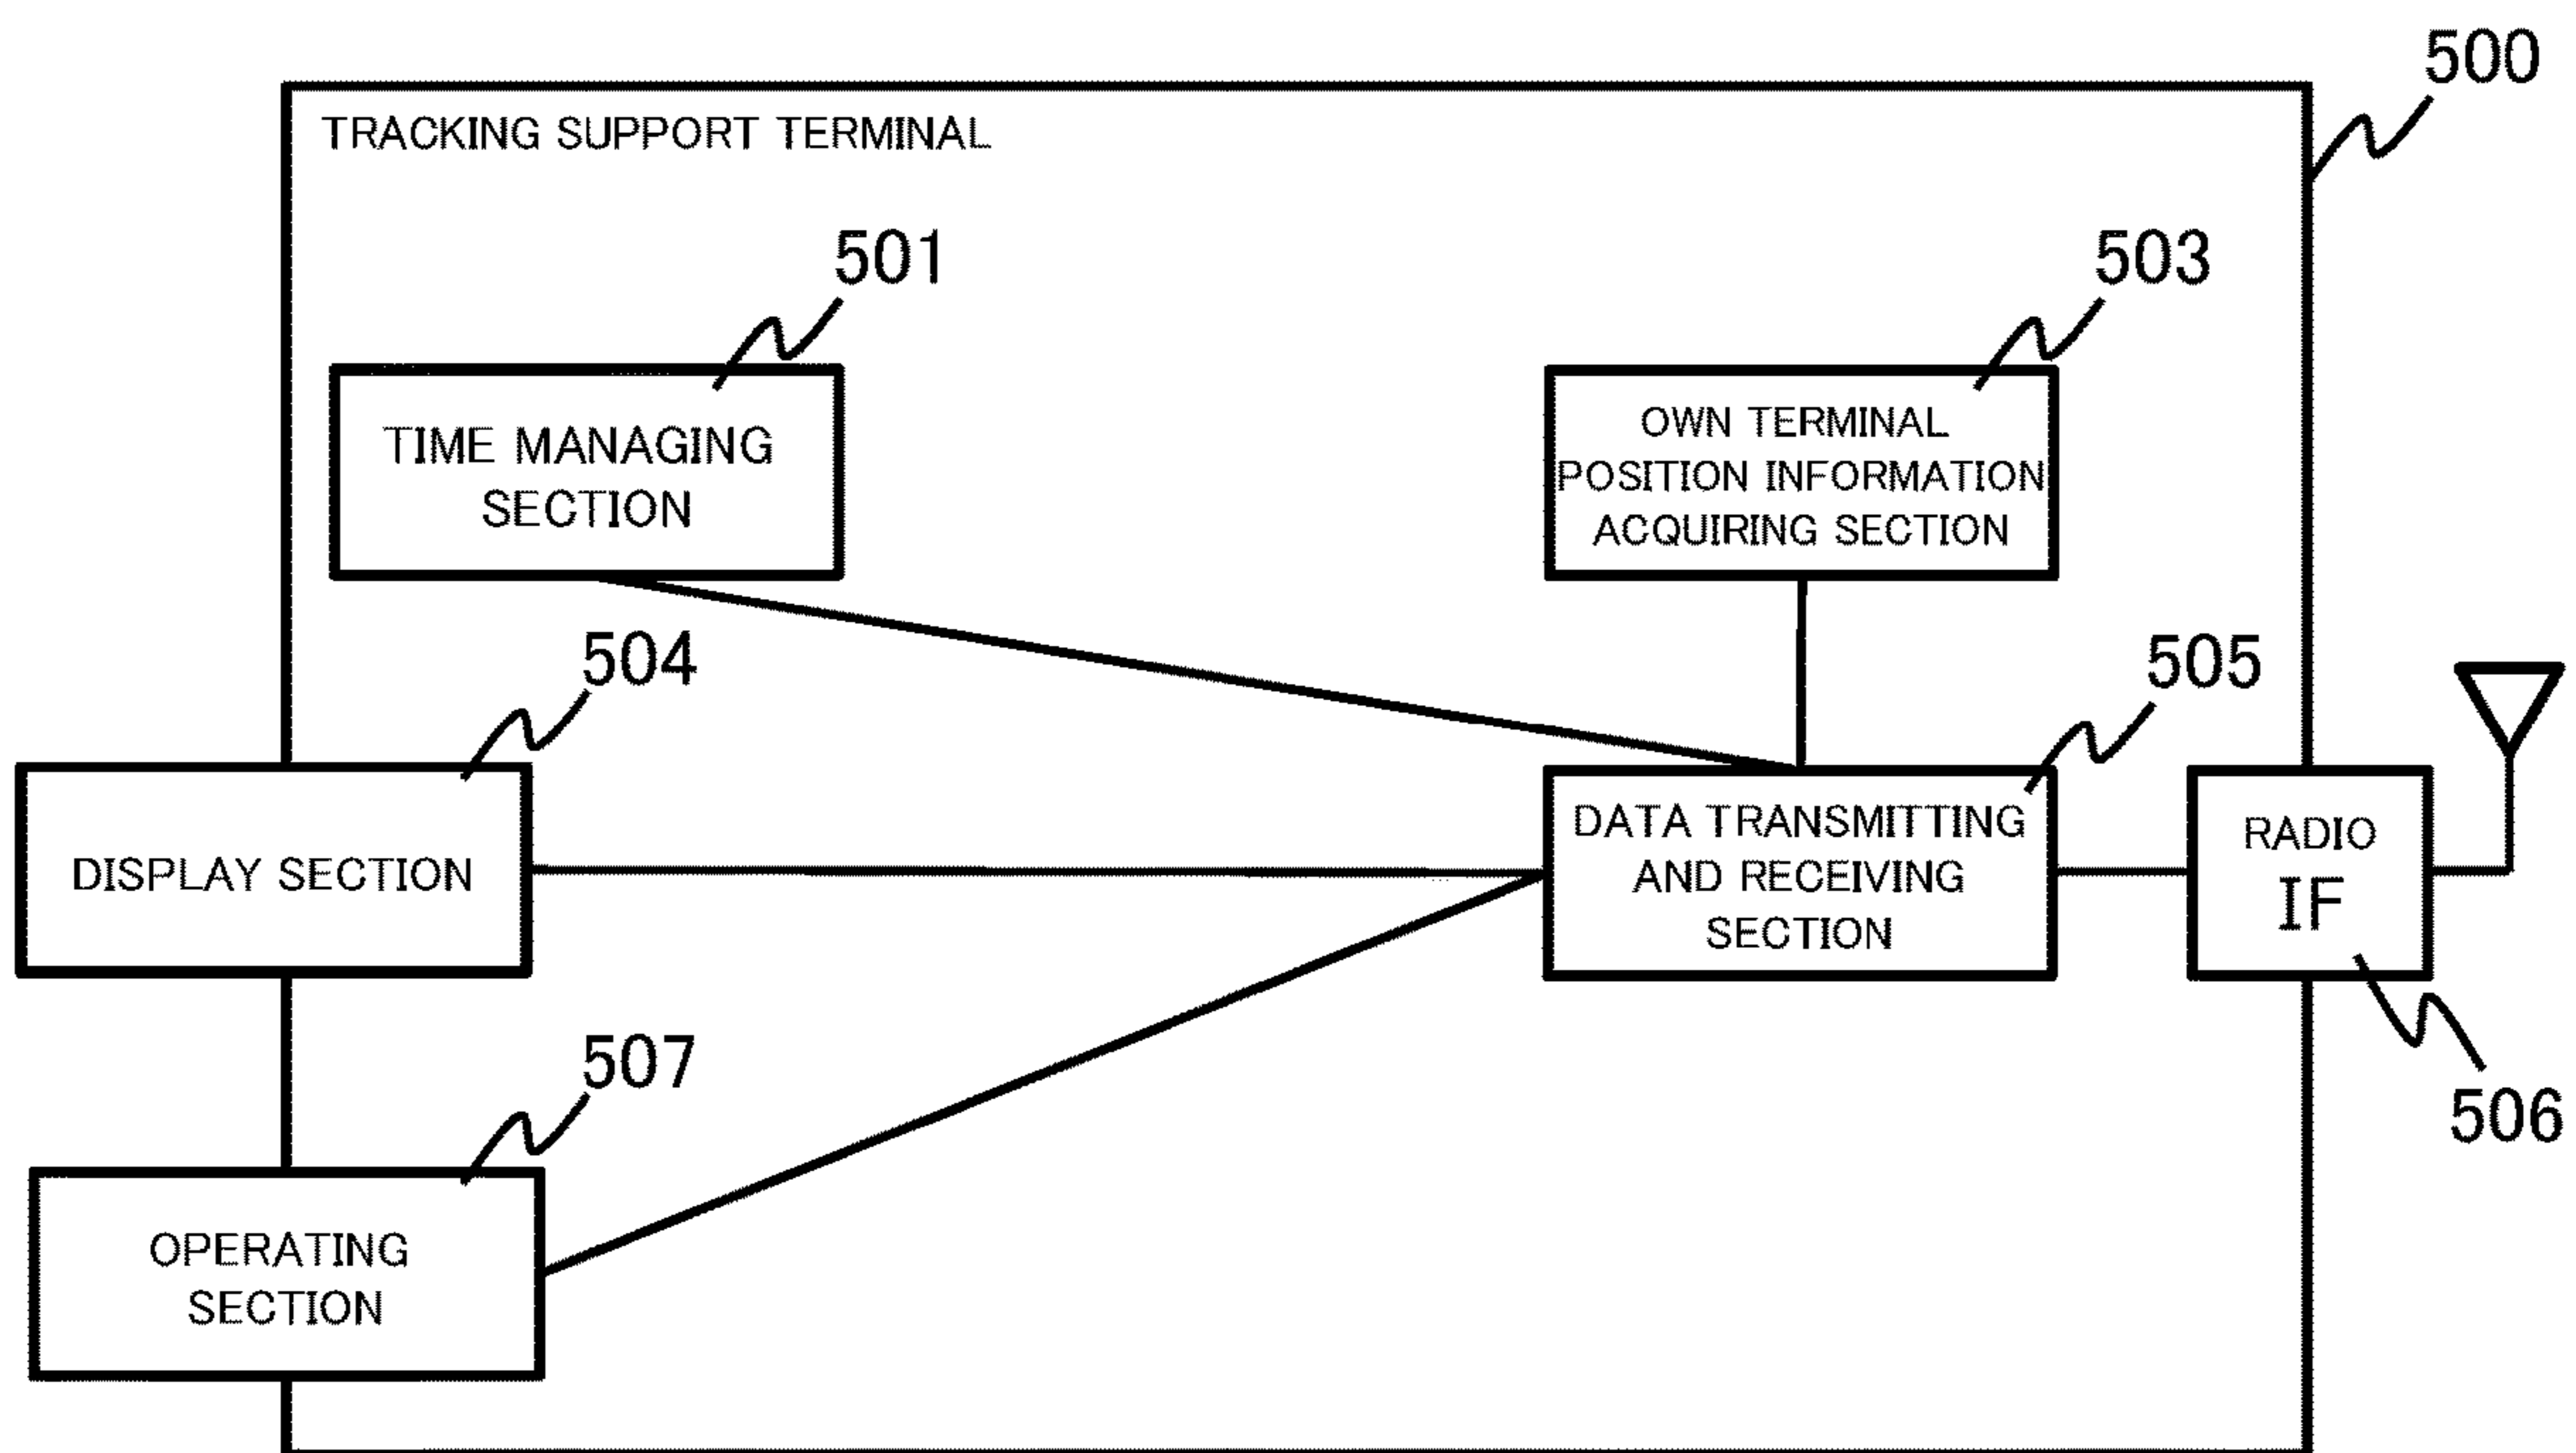 500
TRACKING SUPPORT TERMINAL
501
503
TIME MANAGING
SECTION
OWN TERMINAL
POSITION INFORMATION
ACQUIRING SECTION
504
505
DISPLAY SECTION
DATA TRANSMITTING
AND RECEIVING
SECTION
RADIO
IF
507
506
OPERATING
SECTION